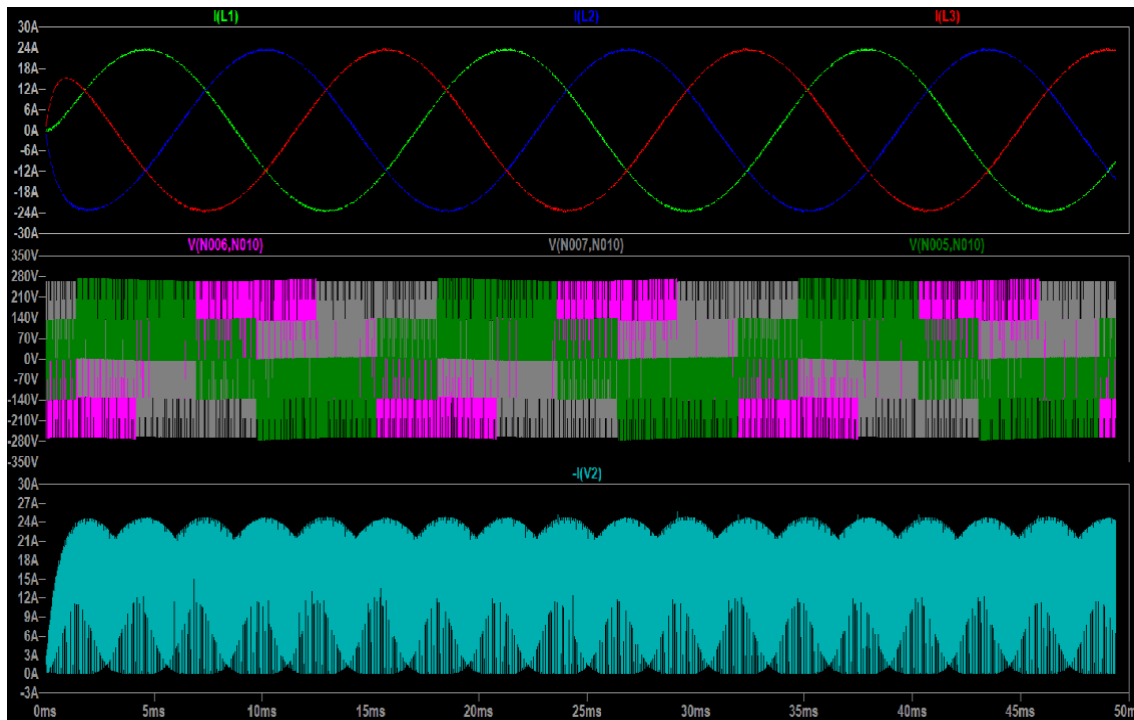 I(L1) I(L2) I(L3)
30A
24A
18A
12A
6A
0A
-6A
-12A
-18A
-24A
-30A
V(N006,N010) V(N007,N010) V(N005,N010)
350V
280V
210V
140V
70V
0V
-70V
-140V
-210V
-280V
-350V
-I(V2)
30A
27A
24A
21A
18A
15A
12A
9A
6A
3A
0A
-3A
0ms 5ms 10ms 15ms 20ms 25ms 30ms 35ms 40ms 45ms 50m